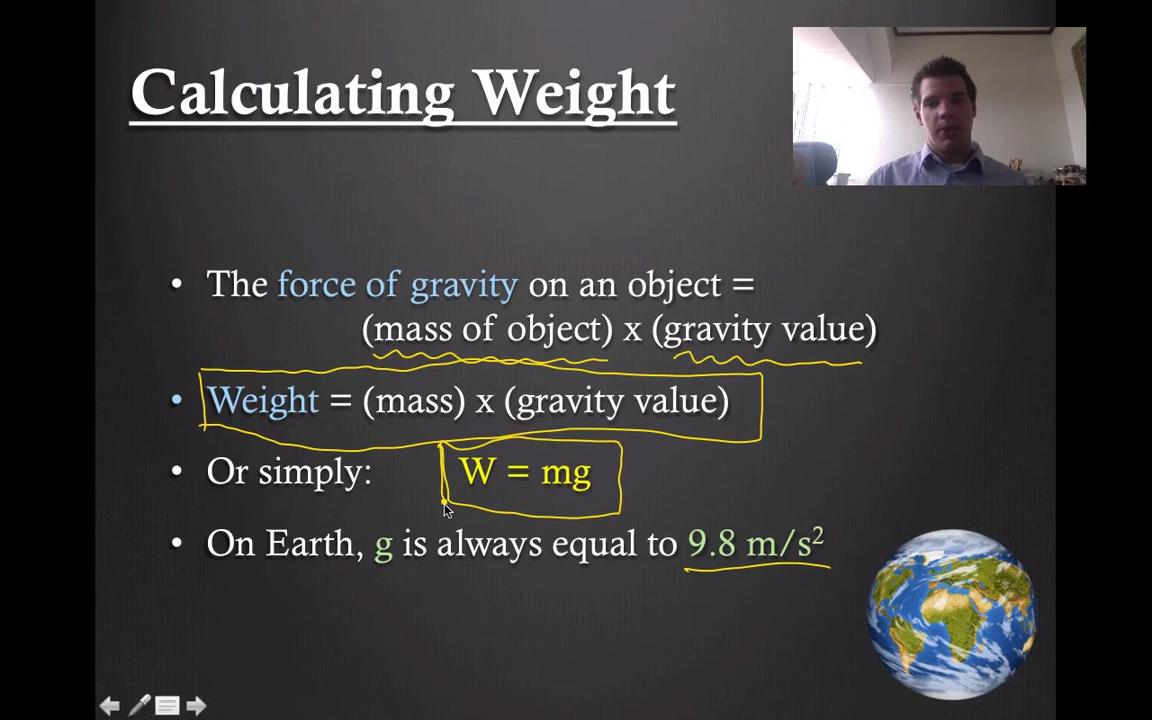 Calculating Weight
• The force of gravity on an object =
(mass of object) x (gravity value)
• Weight = (mass) x (gravity value)
• Or simply: W = mg
• On Earth, g is always equal to 9.8 m/s²